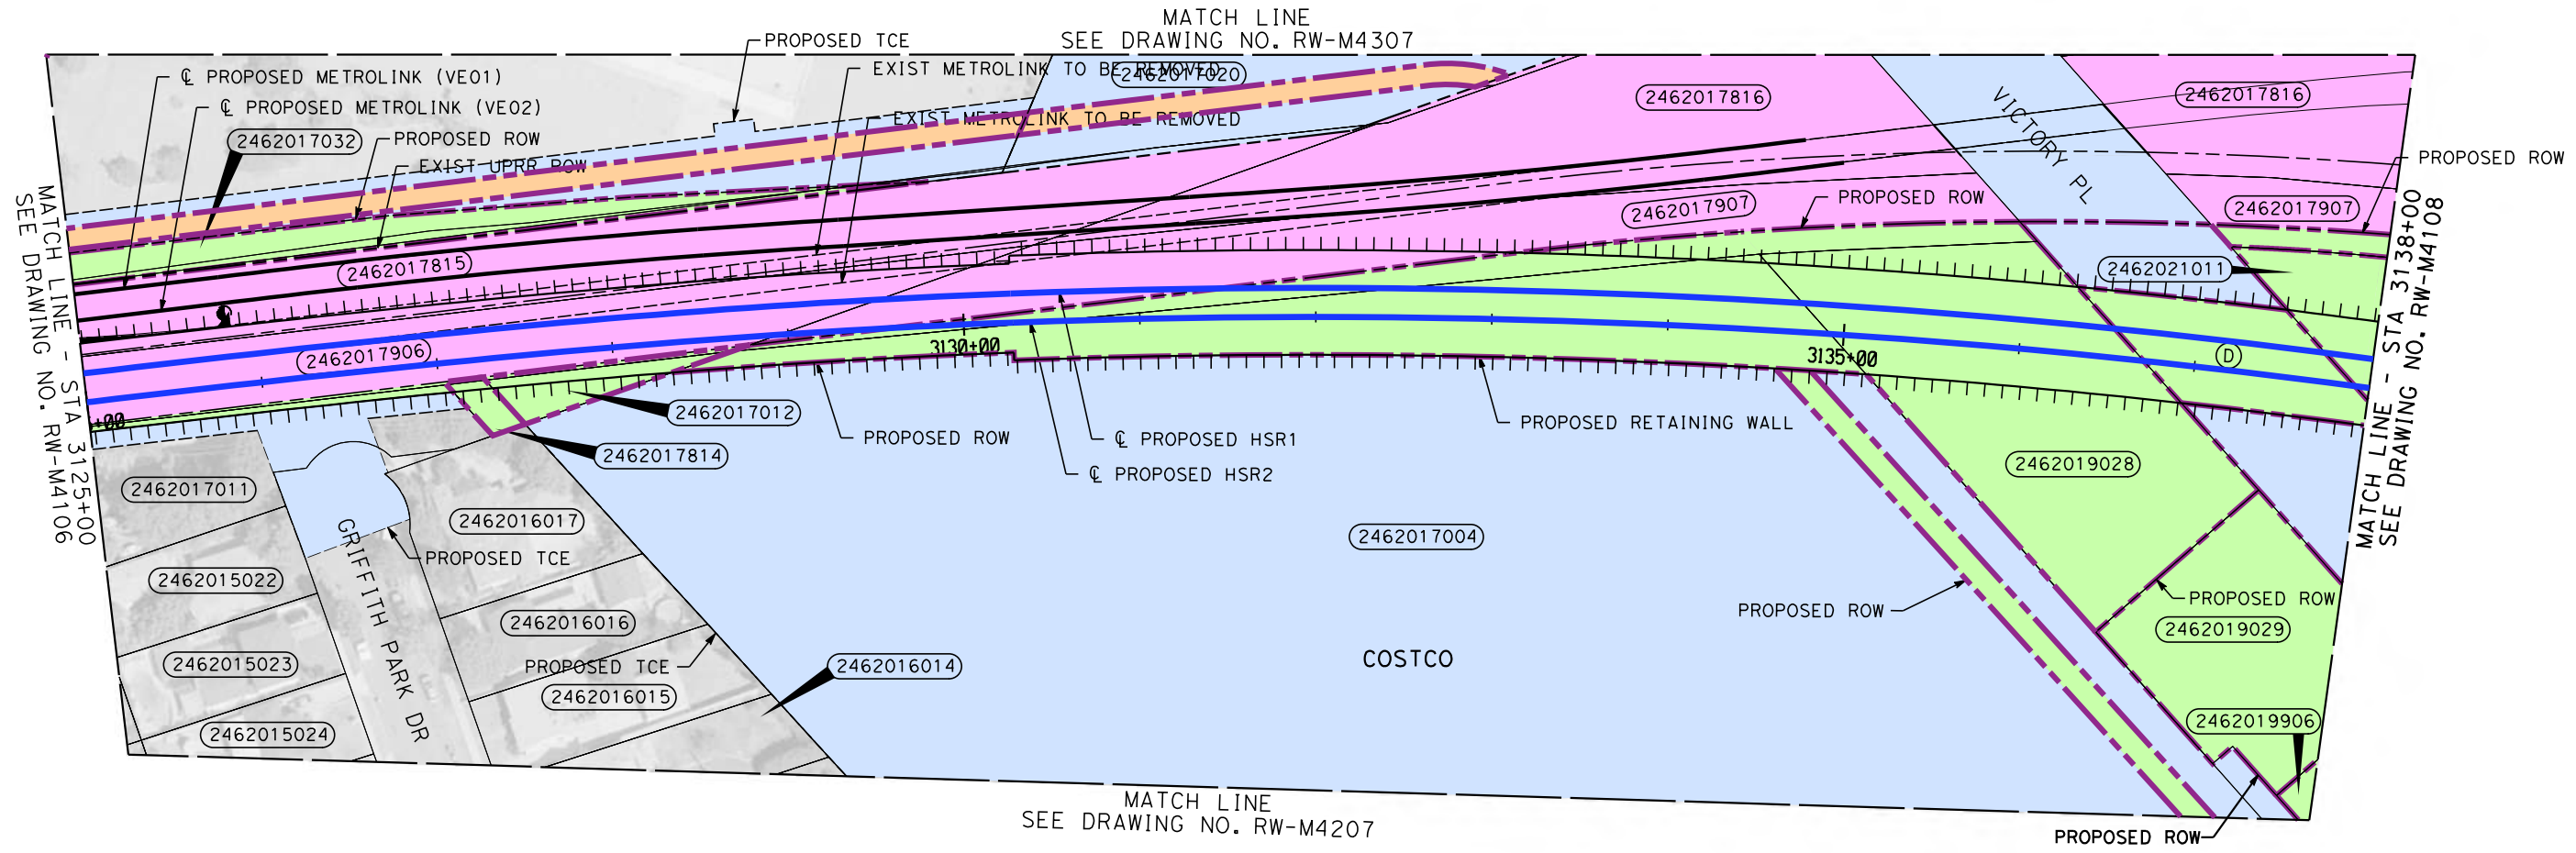 MATCH LINE
SEE DRAWING NO. RW-M4307
PROPOSED TCE
℄ PROPOSED METROLINK (VE01)
EXIST METROLINK TO BE REMOVED
2462017020
2462017816
2462017816
℄ PROPOSED METROLINK (VE02)
EXIST METROLINK TO BE REMOVED
VICTORY PL
2462017032
PROPOSED ROW
EXIST UPRR ROW
PROPOSED ROW
PROPOSED ROW
2462017907
2462017907
2462017815
2462021011
MATCH LINE - STA 3125+00
SEE DRAWING NO. RW-M4106
MATCH LINE - STA 3138+00
SEE DRAWING NO. RW-M4108
2462017906
3130+00
3135+00
D
+00
2462017012
PROPOSED ROW
℄ PROPOSED HSR1
PROPOSED RETAINING WALL
2462017814
℄ PROPOSED HSR2
2462019028
2462017011
2462016017
2462017004
GRIFFITH PARK DR
PROPOSED TCE
2462015022
PROPOSED ROW
PROPOSED ROW
2462016016
2462019029
2462015023
PROPOSED TCE
2462016014
COSTCO
2462016015
2462015024
2462019906
MATCH LINE
SEE DRAWING NO. RW-M4207
PROPOSED ROW